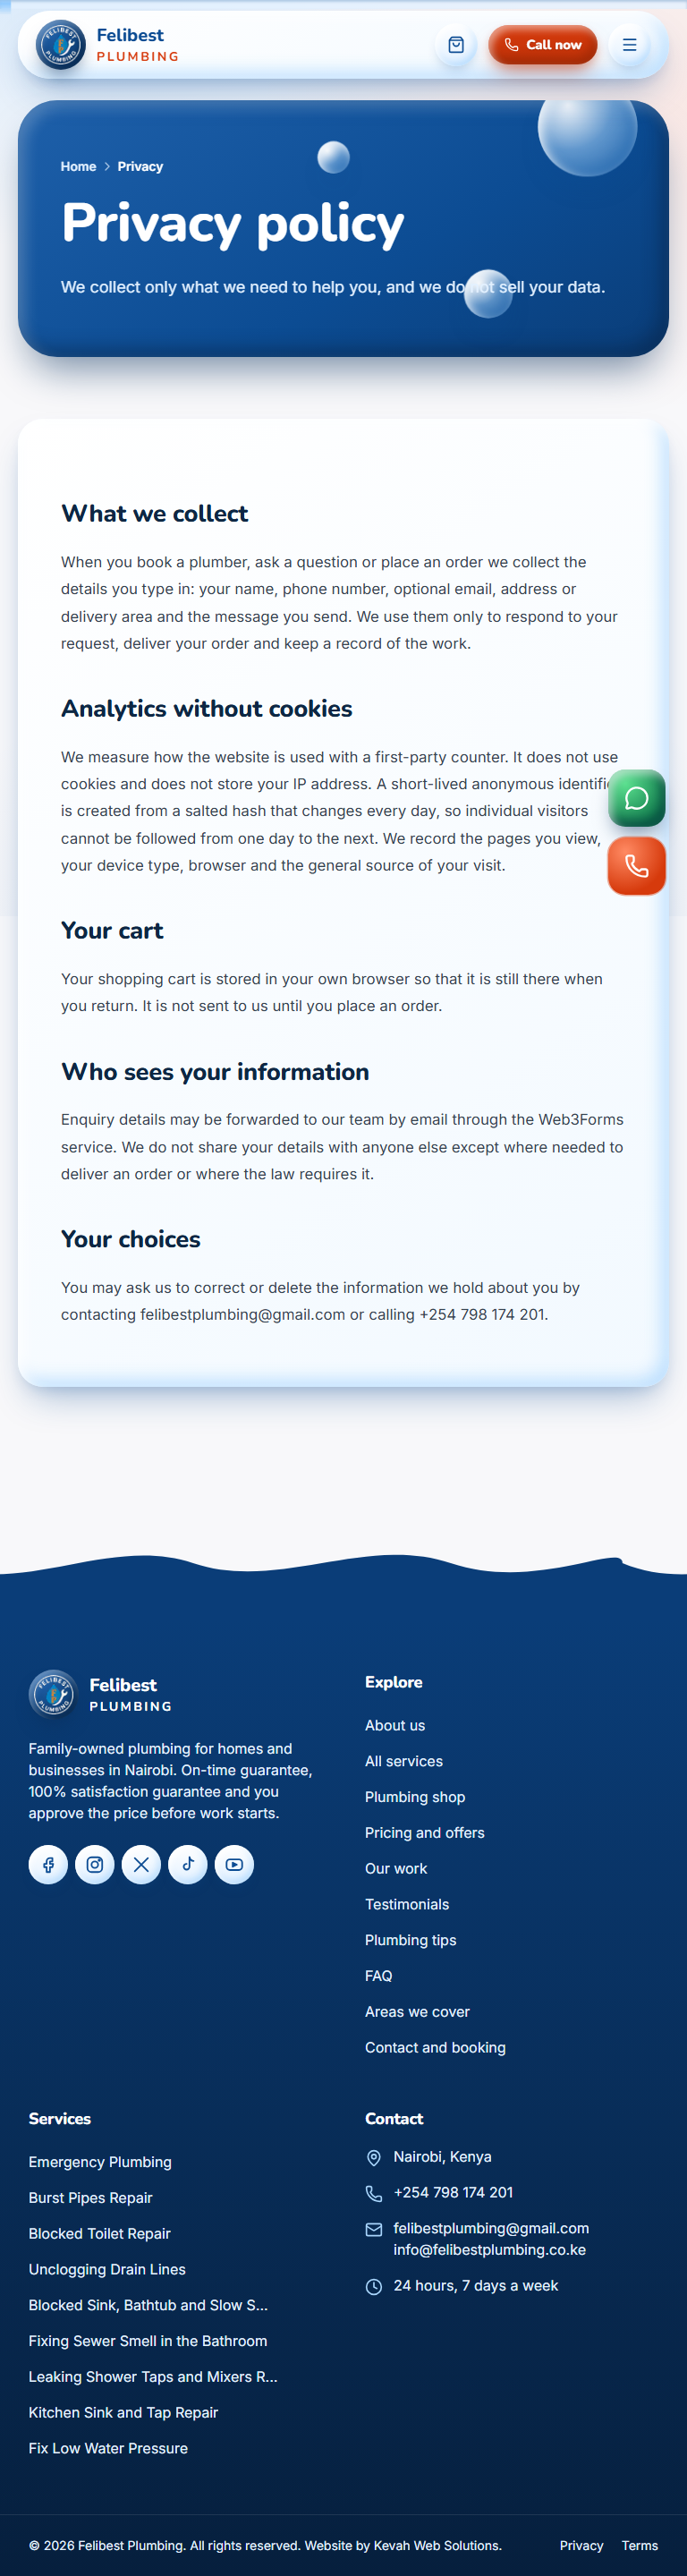 Felibest
PLUMBING
Call now
Home > Privacy
Privacy policy
We collect only what we need to help you, and we do not sell your data.
What we collect
When you book a plumber, ask a question or place an order we collect the
details you type in: your name, phone number, optional email, address or
delivery area and the message you send. We use them only to respond to your
request, deliver your order and keep a record of the work.
Analytics without cookies
We measure how the website is used with a first-party counter. It does not use
cookies and does not store your IP address. A short-lived anonymous
is created from a salted hash that changes every day, so individual visitors
cannot be followed from one day to the next. We record the pages you view,
your device type, browser and the general source of your visit.
Your cart
Your shopping cart is stored in your own browser so that it is still there when
you return. It is not sent to us until you place an order.
Who sees your information
Enquiry details may be forwarded to our team by email through the Web3Forms
service. We do not share your details with anyone else except where needed to
deliver an order or where the law requires it.
Your choices
You may ask us to correct or delete the information we hold about you by
contacting felibestplumbing@gmail.com or calling +254 798 174 201.
FELIBEST
PLUMBING
Felibest
PLUMBING
Family-owned plumbing for homes and
businesses in Nairobi. On-time guarantee,
100% satisfaction guarantee and you
approve the price before work starts.
Explore
About us
All services
Plumbing shop
Pricing and offers
Our work
Testimonials
Plumbing tips
FAQ
Areas we cover
Contact and booking
Services
Emergency Plumbing
Burst Pipes Repair
Blocked Toilet Repair
Unclogging Drain Lines
Blocked Sink, Bathtub and Slow S...
Fixing Sewer Smell in the Bathroom
Leaking Shower Taps and Mixers R...
Kitchen Sink and Tap Repair
Fix Low Water Pressure
Contact
Nairobi, Kenya
+254 798 174 201
felibestplumbing@gmail.com
info@felibestplumbing.co.ke
24 hours, 7 days a week
© 2026 Felibest Plumbing. All rights reserved. Website by Kevah Web Solutions.
Privacy
Terms